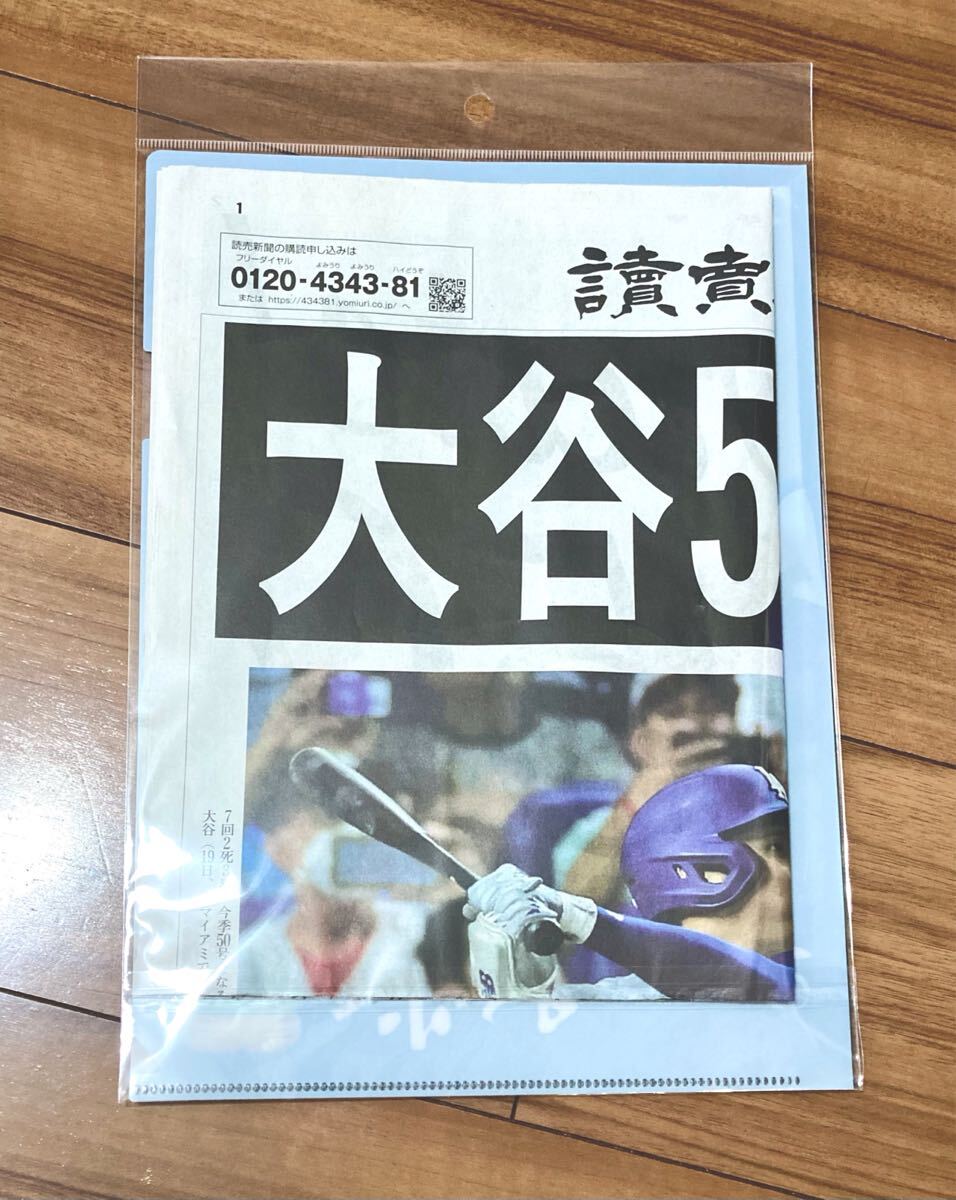 1
読売新聞の購読申し込みは
フリーダイヤル
よみうり よみうり ハイどうぞ
0120-4343-81
または https://434381.yomiuri.co.jp/ へ
讀賣
大谷5
7回2死3 今季50号 な
大谷(19日、 マイアミで